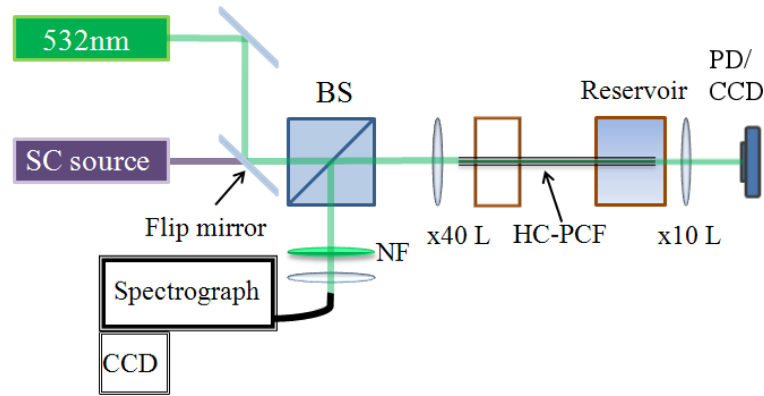 532nm
BS
PD/
CCD
Reservoir
SC source
Flip mirror
x40 L
HC-PCF
x10 L
NF
Spectrograph
CCD